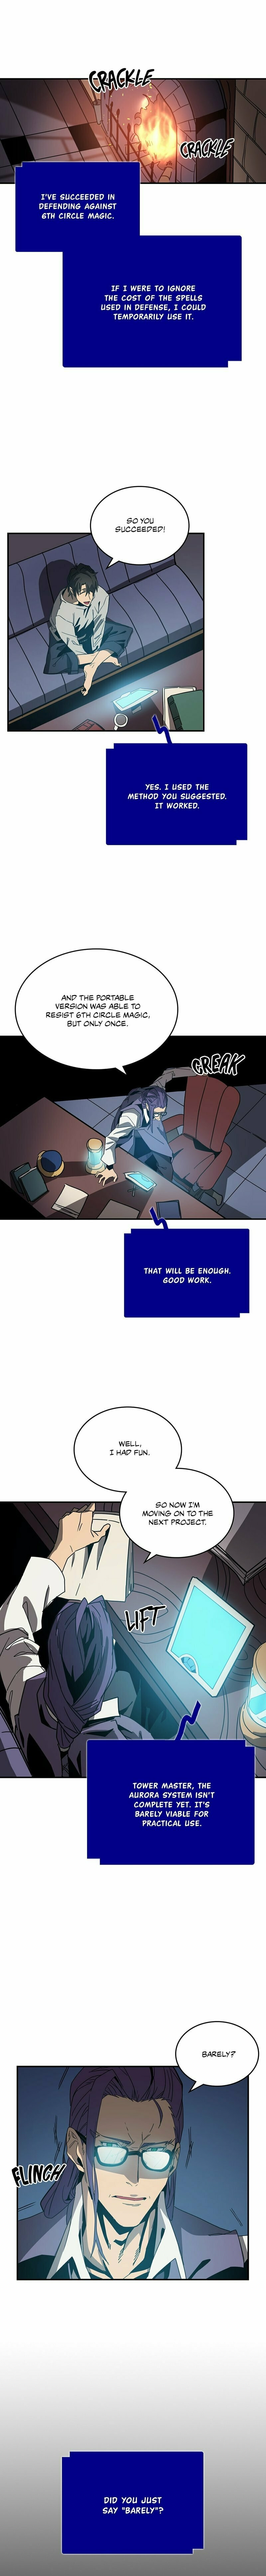 CRACKLE
CRACKLE
I'VE SUCCEEDED IN
DEFENDING AGAINST
6TH CIRCLE MAGIC.
IF I WERE TO IGNORE
THE COST OF THE SPELLS
USED IN DEFENSE, I COULD
TEMPORARILY USE IT.
SO YOU
SUCCEEDED!
YES. I USED THE
METHOD YOU SUGGESTED.
IT WORKED.
AND THE PORTABLE
VERSION WAS ABLE TO
RESIST 6TH CIRCLE MAGIC,
BUT ONLY ONCE.
CREAK
THAT WILL BE ENOUGH.
GOOD WORK.
WELL,
I HAD FUN.
SO NOW I'M
MOVING ON TO THE
NEXT PROJECT.
LIFT
TOWER MASTER, THE
AURORA SYSTEM ISN'T
COMPLETE YET. IT'S
BARELY VIABLE FOR
PRACTICAL USE.
BARELY?
FLINCH
DID YOU JUST
SAY "BARELY"?